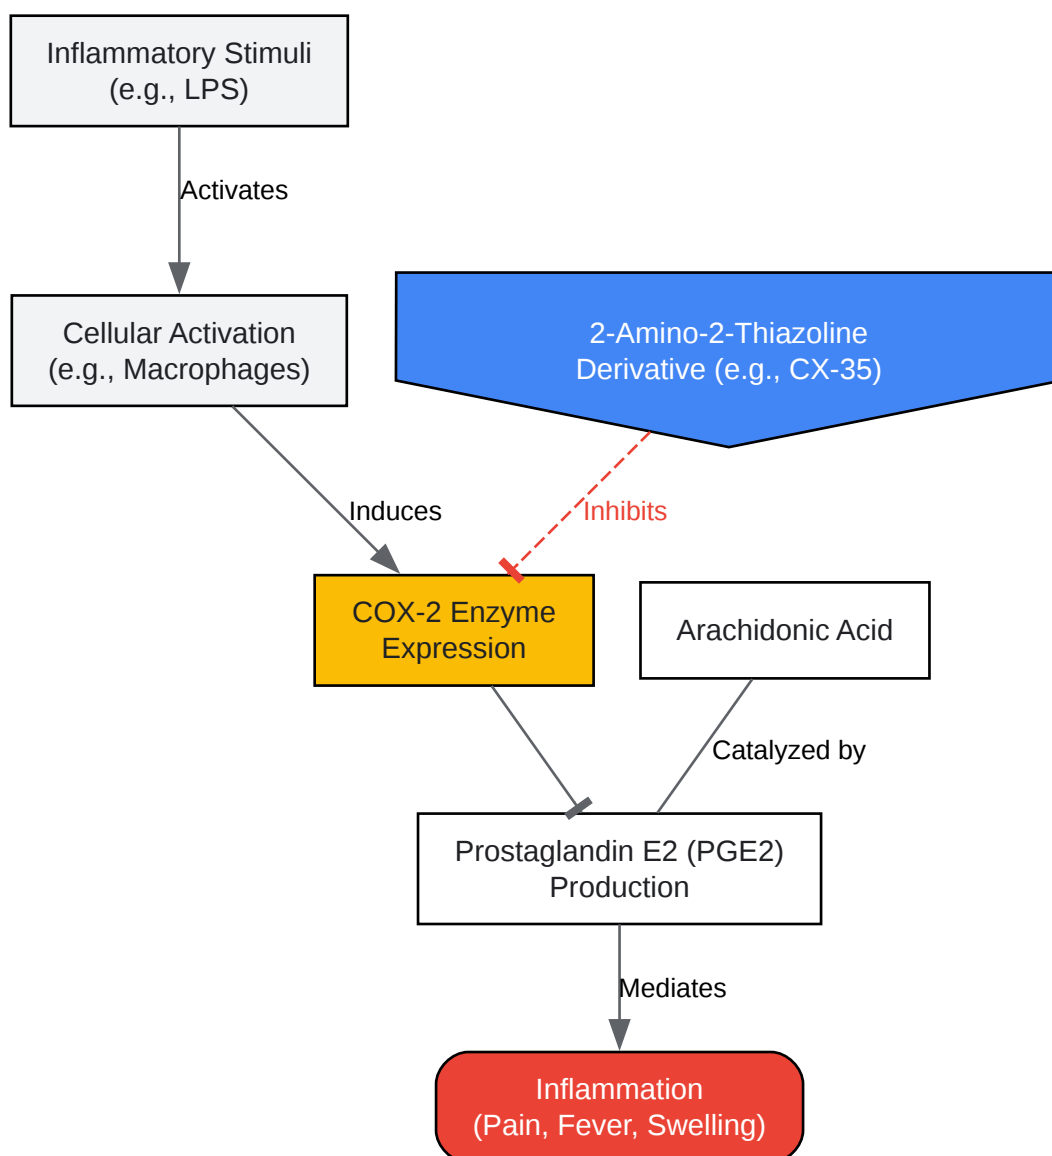 Inflammatory Stimuli
(e.g., LPS)
Activates
Cellular Activation
(e.g., Macrophages)
2-Amino-2-Thiazoline
Derivative (e.g., CX-35)
Induces
Inhibits
COX-2 Enzyme
Expression
Arachidonic Acid
Catalyzed by
Prostaglandin E2 (PGE2)
Production
Mediates
Inflammation
(Pain, Fever, Swelling)